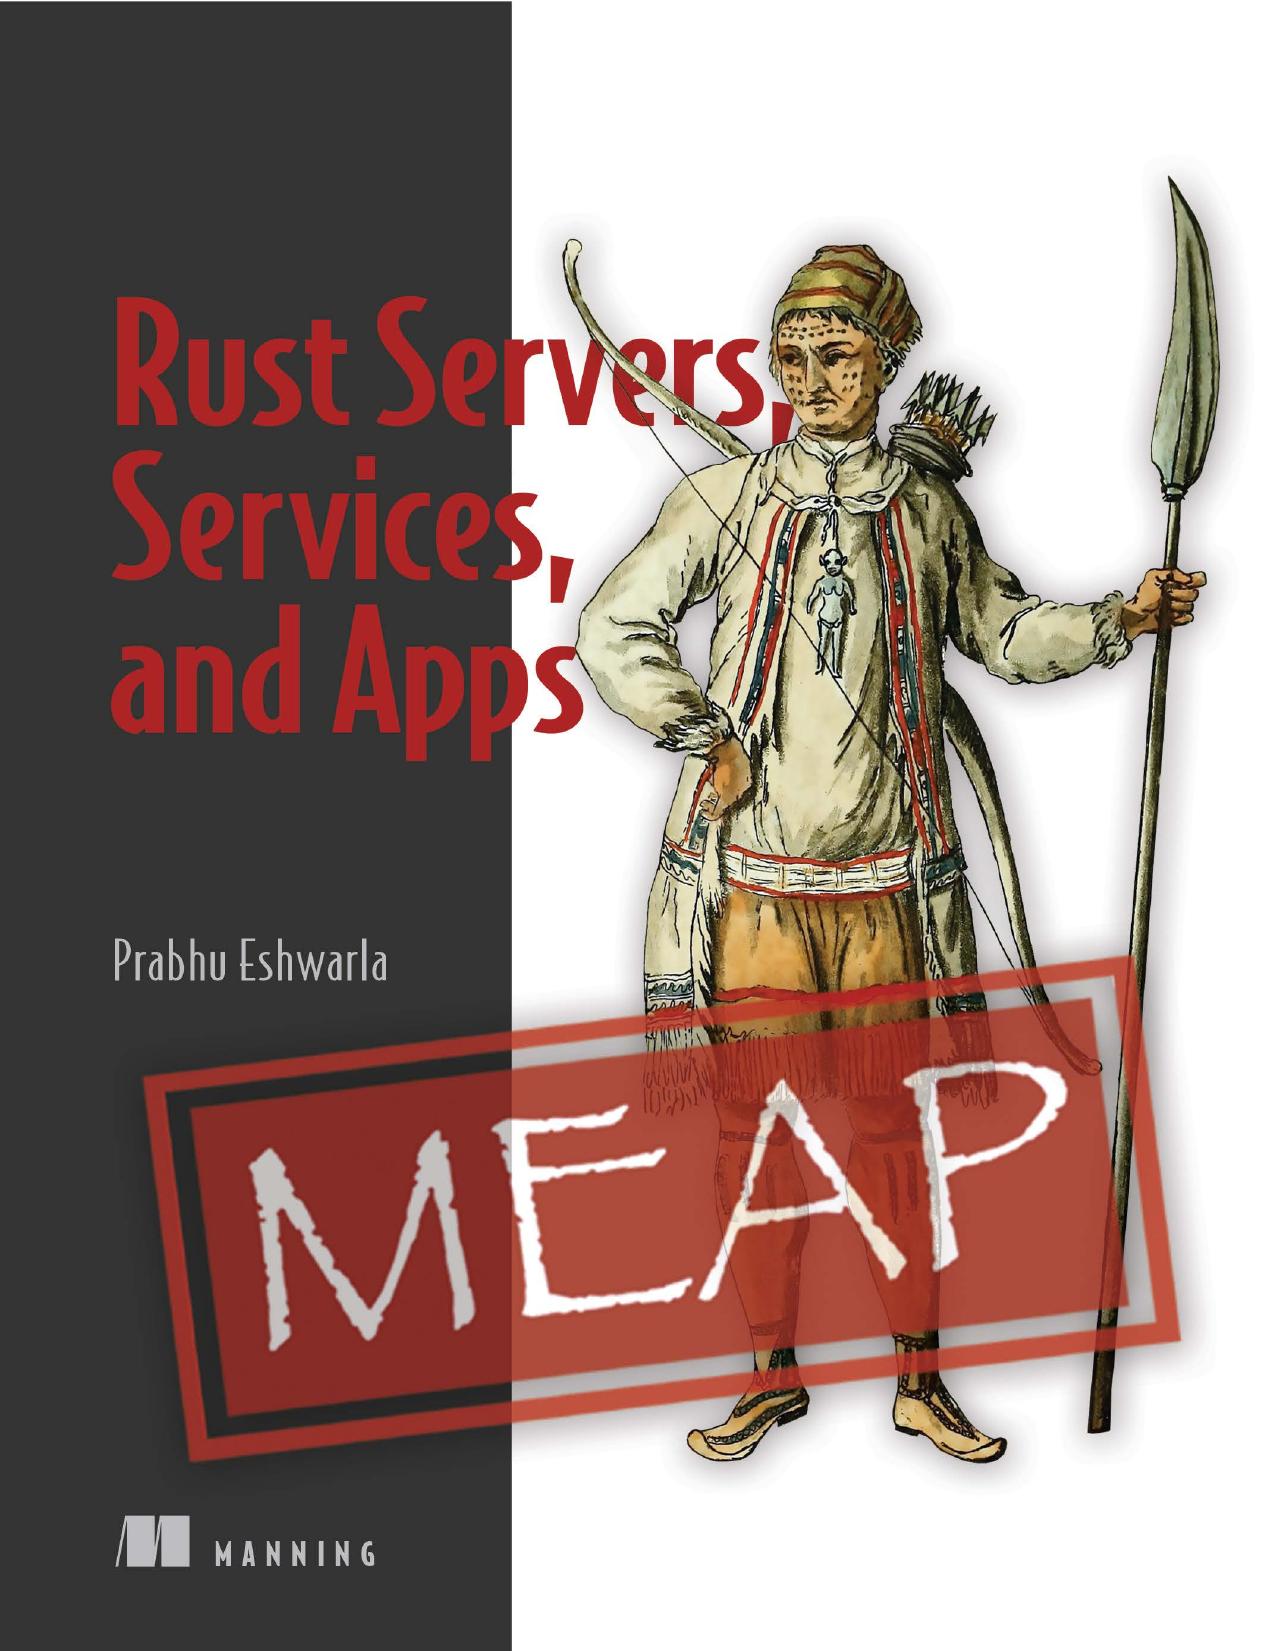 Rust Servers,
Services,
and Apps
Prabhu Eshwarla
MEAP
MANNING